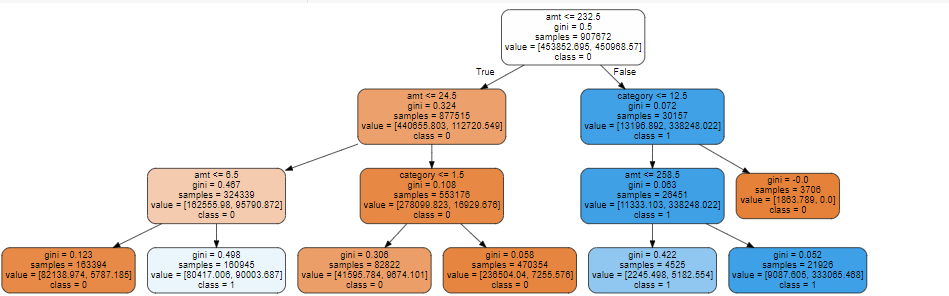 amt <= 232.5
gini = 0.5
samples = 907672
value = [453852.695, 450968.57]
class = 0
True
False
amt <= 24.5
gini = 0.324
samples = 877515
value = [440655.803, 112720.549]
class = 0
category <= 12.5
gini = 0.072
samples = 30157
value = [13196.892, 338248.022]
class = 1
amt <= 6.5
gini = 0.467
samples = 324339
value = [162555.98, 95790.872]
class = 0
category <= 1.5
gini = 0.108
samples = 553176
value = [278099.823, 16929.676]
class = 0
amt <= 258.5
gini = 0.063
samples = 26451
value = [11333.103, 338248.022]
class = 1
gini = -0.0
samples = 3706
value = [1863.789, 0.0]
class = 0
gini = 0.123
samples = 163394
value = [82138.974, 5787.185]
class = 0
gini = 0.498
samples = 160945
value = [80417.006, 90003.687]
class = 1
gini = 0.306
samples = 82822
value = [41595.784, 9674.101]
class = 0
gini = 0.058
samples = 470354
value = [236504.04, 7255.576]
class = 0
gini = 0.422
samples = 4525
value = [2245.498, 5182.554]
class = 1
gini = 0.052
samples = 21926
value = [9087.605, 333065.468]
class = 1